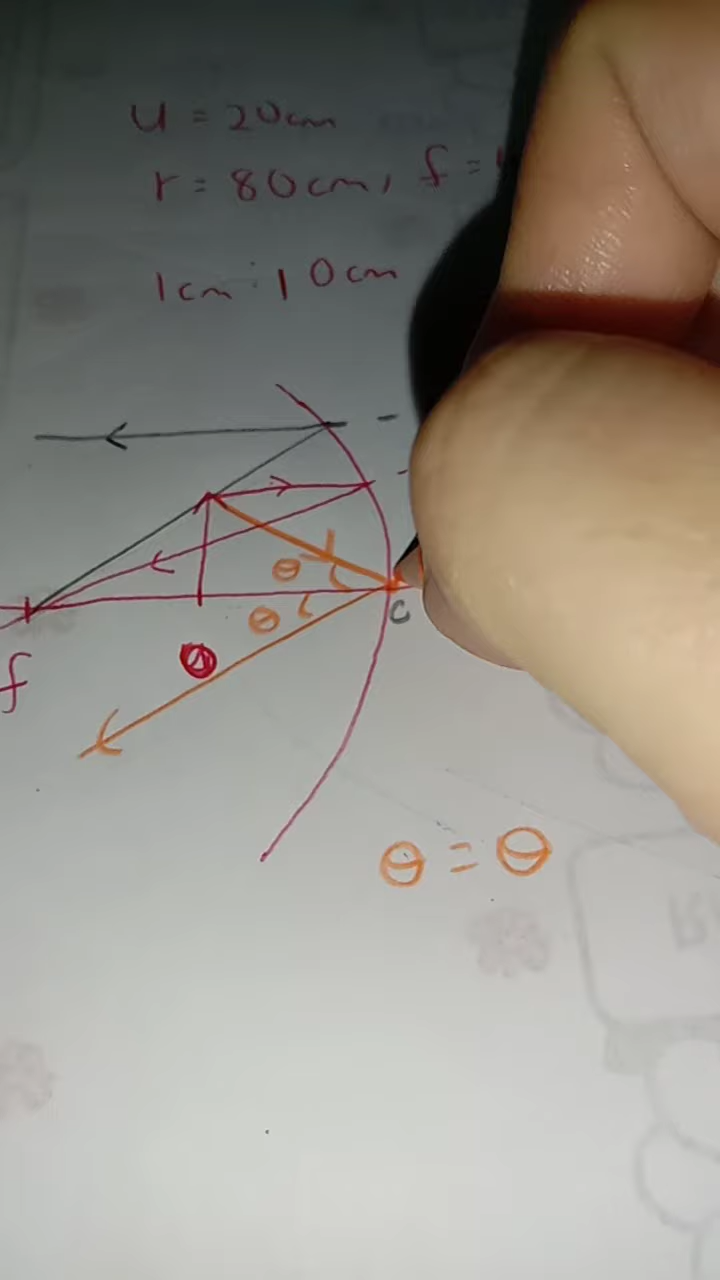 u = 20cm
r = 80cm, f =
1cm : 10cm
θ
θ
c
f
θ = θ